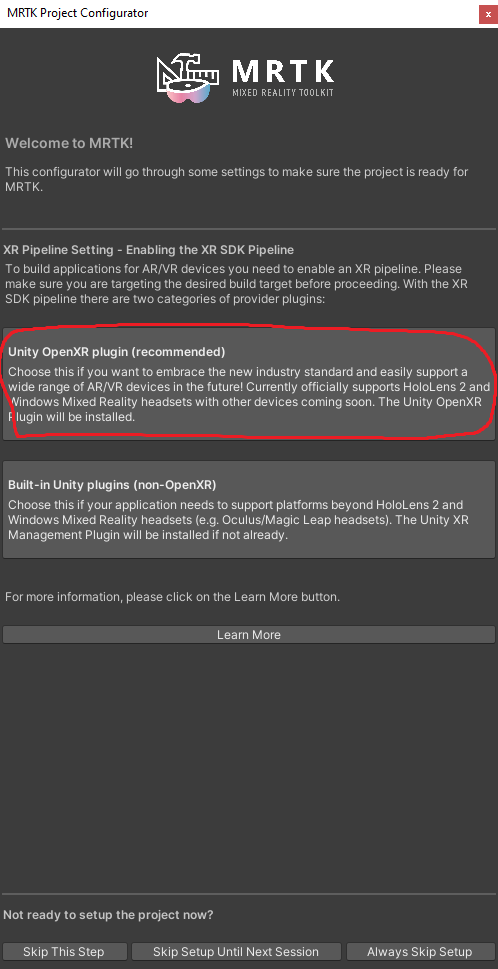 MRTK Project Configurator
x
MRTK
MIXED REALITY TOOLKIT
Welcome to MRTK!
This configurator will go through some settings to make sure the project is ready for
MRTK.
XR Pipeline Setting - Enabling the XR SDK Pipeline
To build applications for AR/VR devices you need to enable an XR pipeline. Please
make sure you are targeting the desired build target before proceeding. With the XR
SDK pipeline there are two categories of provider plugins:
Unity OpenXR plugin (recommended)
Choose this if you want to embrace the new industry standard and easily support a
wide range of AR/VR devices in the future! Currently officially supports HoloLens 2 and
Windows Mixed Reality headsets with other devices coming soon. The Unity OpenXR
Plugin will be installed.
Built-in Unity plugins (non-OpenXR)
Choose this if your application needs to support platforms beyond HoloLens 2 and
Windows Mixed Reality headsets (e.g. Oculus/Magic Leap headsets). The Unity XR
Management Plugin will be installed if not already.
For more information, please click on the Learn More button.
Learn More
Not ready to setup the project now?
Skip This Step
Skip Setup Until Next Session
Always Skip Setup